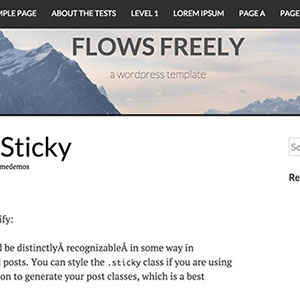 MPLE PAGE ABOUT THE TESTS LEVEL 1 LOREM IPSUM PAGE A PAGE
FLOWS FREELY
a wordpress template
Sticky
medemos
Se
Re
ify:
l be distinctlyÂ recognizableÂ in some way in
posts. You can style the .sticky class if you are using
on to generate your post classes, which is a best